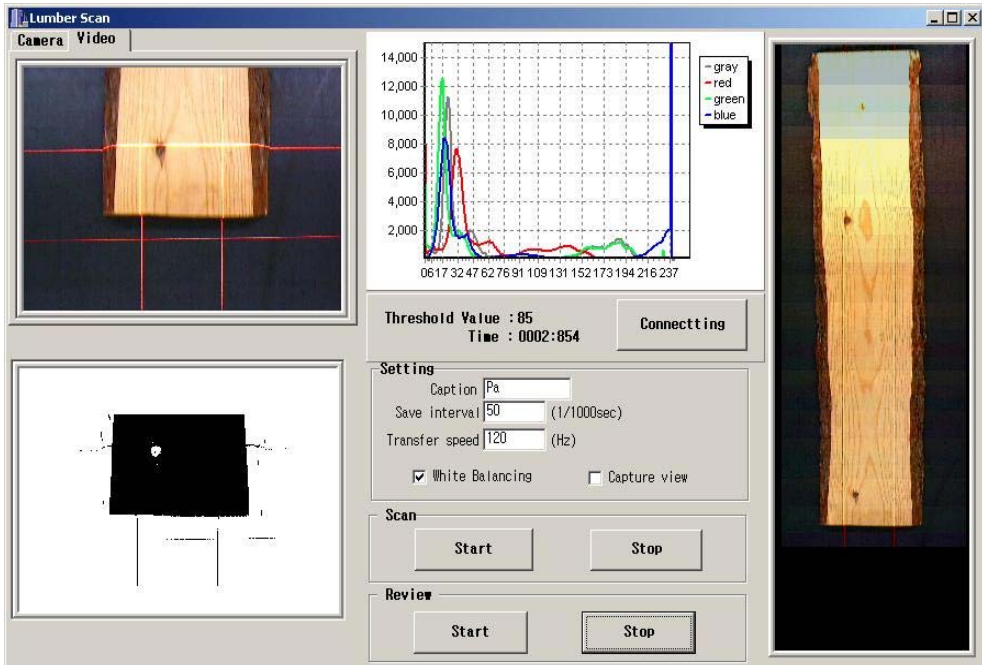 Lumber Scan
Camera Video
14,000
12,000
10,000
8,000
6,000
4,000
2,000
gray
red
green
blue
0617 32 47 62 76 91 109 131 152 173 194 216 237
Threshold Value :85
Time : 0002:854
Connectting
Setting
Caption Pa
Save interval 50 (1/1000sec)
Transfer speed 120 (Hz)
White Balancing Capture view
Scan
Start Stop
Review
Start Stop